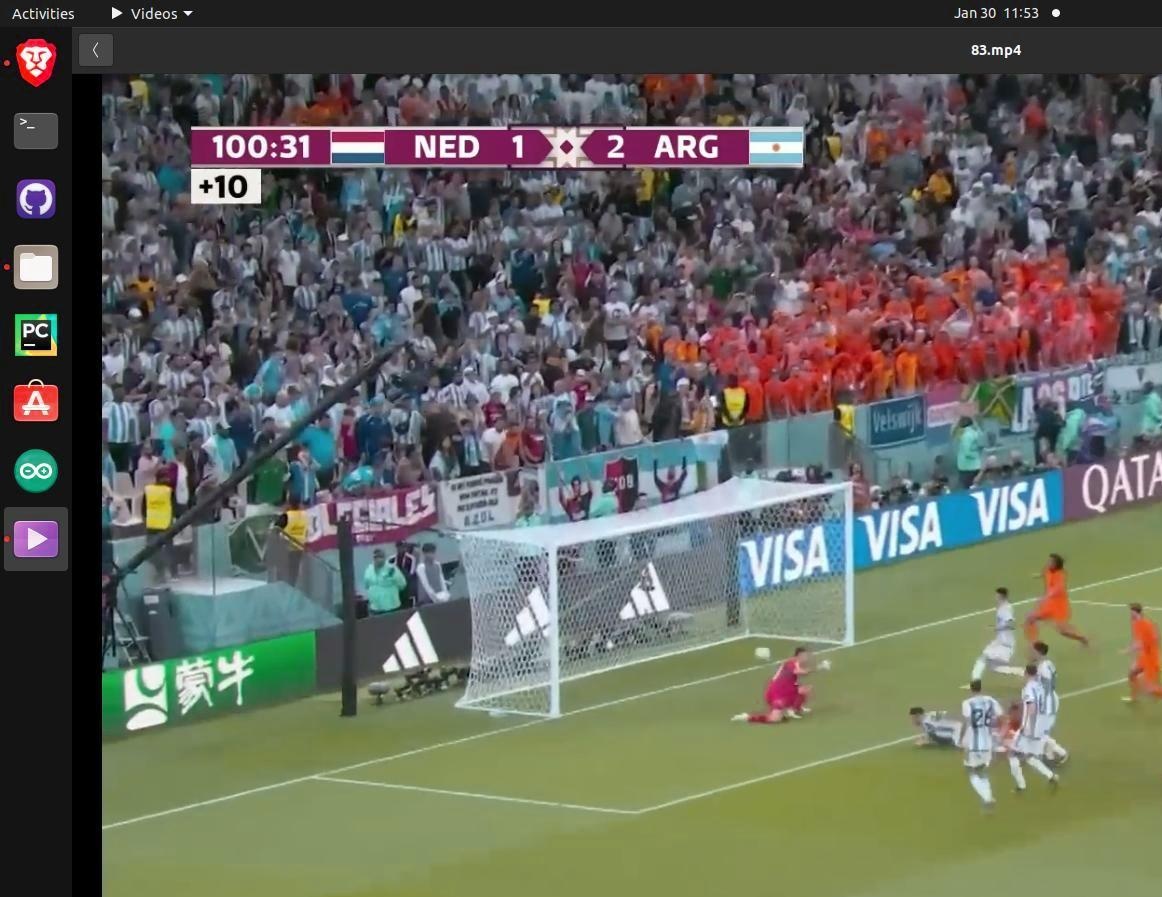 Activities
Videos
Jan 30 11:53
83.mp4
100:31 NED 1 2 ARG
+10
Velswijk
VISA VISA VISA QATA
蒙牛
26
>_
PC